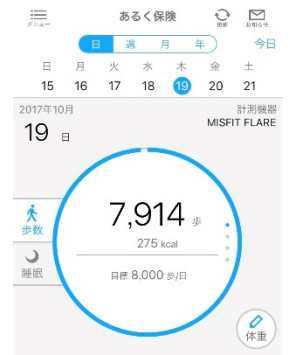 あるく保険
メニュー
更新
お知らせ
日 週 月 年
今日
日 月 火 水 木 金 土
15 16 17 18 19 20 21
2017年10月
19 日
計測機器
MISFIT FLARE
歩数
睡眠
7,914 歩
275 kcal
目標 8,000 歩/日
体重